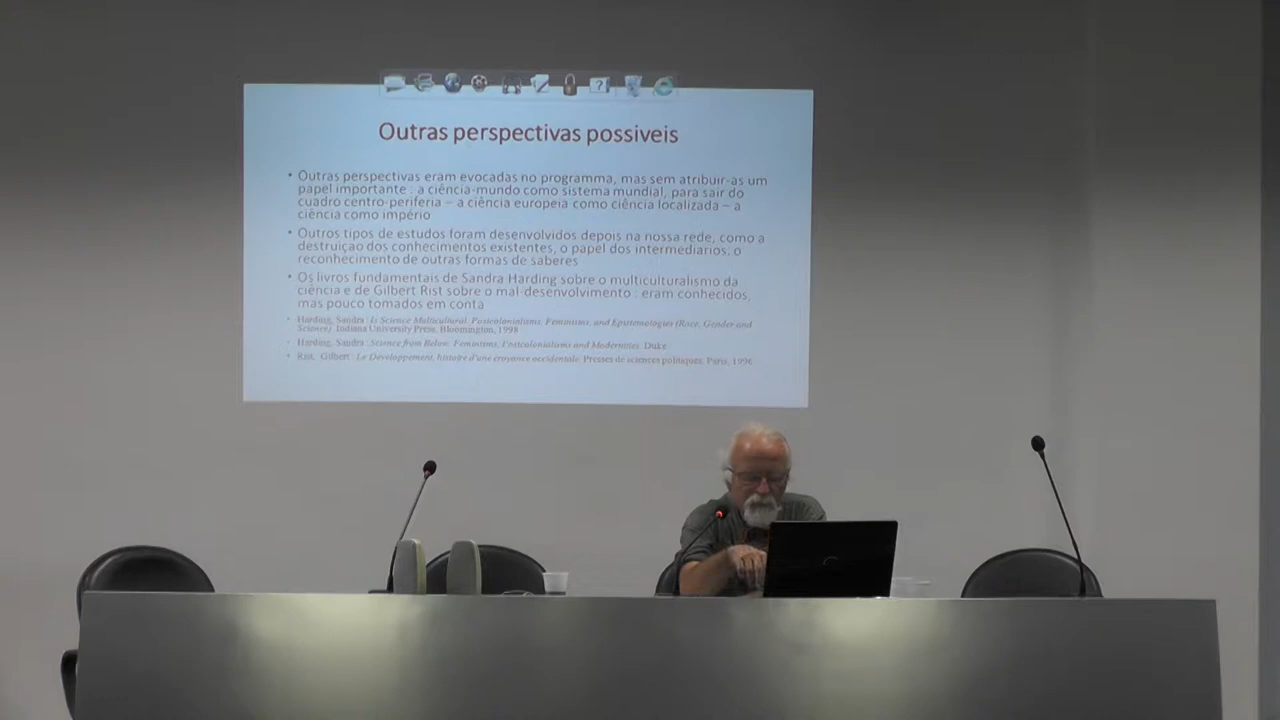 Outras perspectivas possiveis
• Outras perspectivas eram evocadas no programma, mas sem atribuir-as um
papel importante : a ciência-mundo como sistema mundial, para sair do
cuadro centro-periferia – a ciência europeia como ciência localizada – a
ciência como império
• Outros tipos de estudos foram desenvolvidos depois na nossa rede, como a
destruiçao dos conhecimentos existentes, o papel dos intermediarios, o
reconhecimento de outras formas de saberes
• Os livros fundamentais de Sandra Harding sobre o multiculturalismo da
ciência e de Gilbert Rist sobre o mal-desenvolvimento : eram conhecidos,
mas pouco tomados em conta
• Harding, Sandra : Is Science Multicultural. Postcolonialisms, Feminisms, and Epistemologies (Race, Gender and
Science). Indiana University Press, Bloomington, 1998
• Harding, Sandra : Science from Below. Feminisms, Postcolonialisms and Modernities. Duke
• Rist, Gilbert : Le Développement, histoire d'une croyance occidentale. Presses de sciences politiques, Paris, 1996